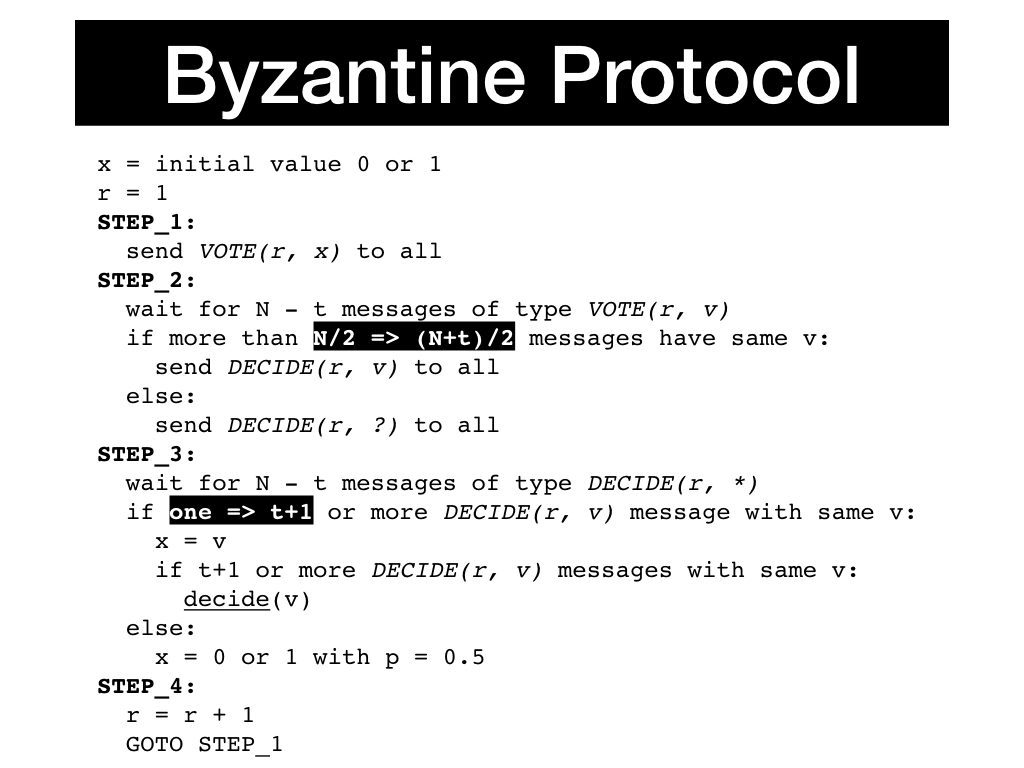 Byzantine Protocol
x = initial value 0 or 1
r = 1
STEP_1:
send VOTE(r, x) to all
STEP_2:
wait for N - t messages of type VOTE(r, v)
if more than N/2 => (N+t)/2 messages have same v:
send DECIDE(r, v) to all
else:
send DECIDE(r, ?) to all
STEP_3:
wait for N - t messages of type DECIDE(r, *)
if one => t+1 or more DECIDE(r, v) message with same v:
x = v
if t+1 or more DECIDE(r, v) messages with same v:
decide(v)
else:
x = 0 or 1 with p = 0.5
STEP_4:
r = r + 1
GOTO STEP_1